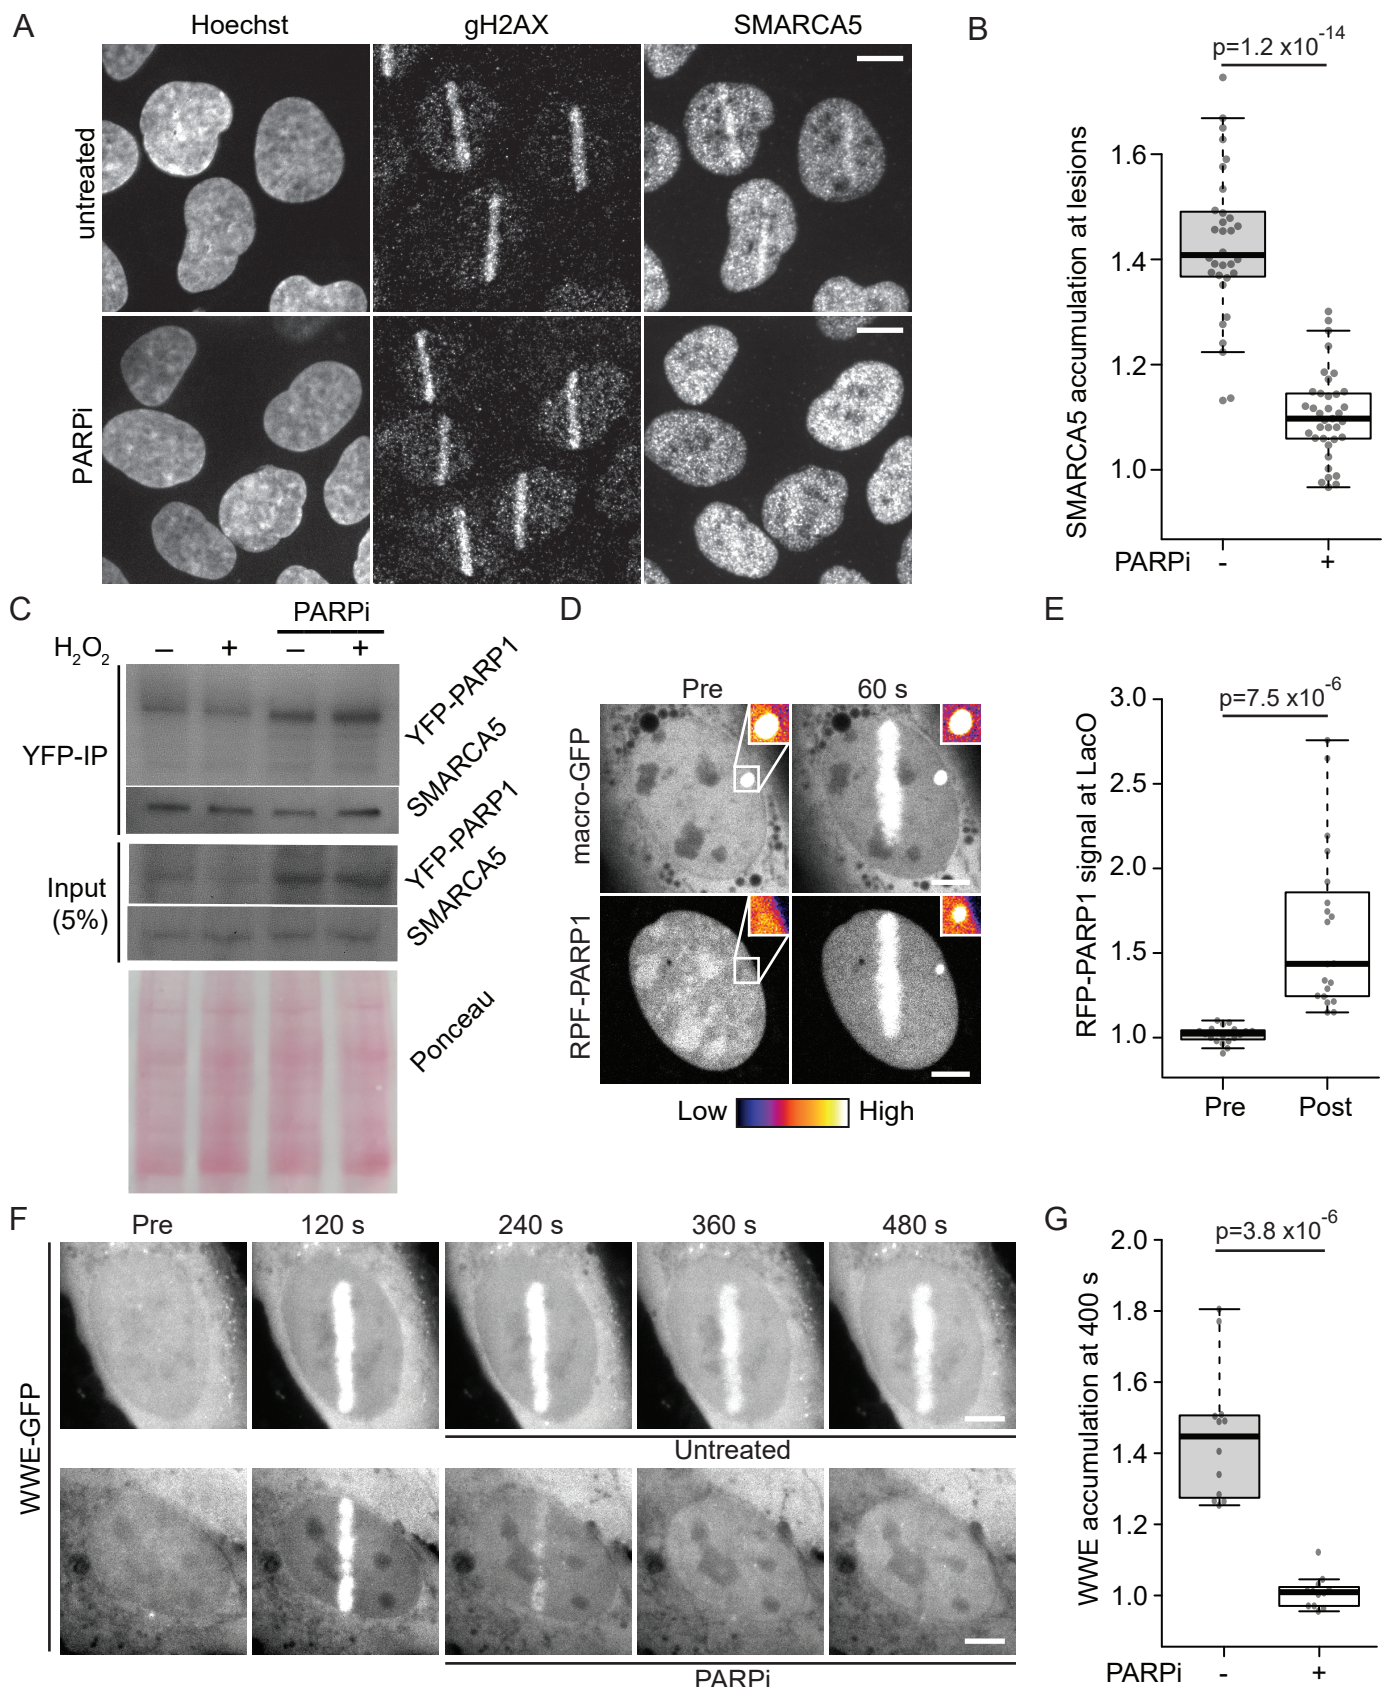 A
Hoechst
gH2AX
SMARCA5
untreated
PARPi
B
p=1.2 x10-14
SMARCA5 accumulation at lesions
1.6
1.4
1.2
1.0
PARPi - +
C
PARPi
H2O2 – + – +
YFP-IP
YFP-PARP1
SMARCA5
Input
(5%)
YFP-PARP1
SMARCA5
Ponceau
D
Pre
60 s
macro-GFP
RPF-PARP1
Low
High
E
p=7.5 x10-6
RFP-PARP1 signal at LacO
3.0
2.5
2.0
1.5
1.0
Pre
Post
F
Pre
120 s
240 s
360 s
480 s
WWE-GFP
Untreated
PARPi
G
p=3.8 x10-6
WWE accumulation at 400 s
2.0
1.8
1.6
1.4
1.2
1.0
PARPi - +